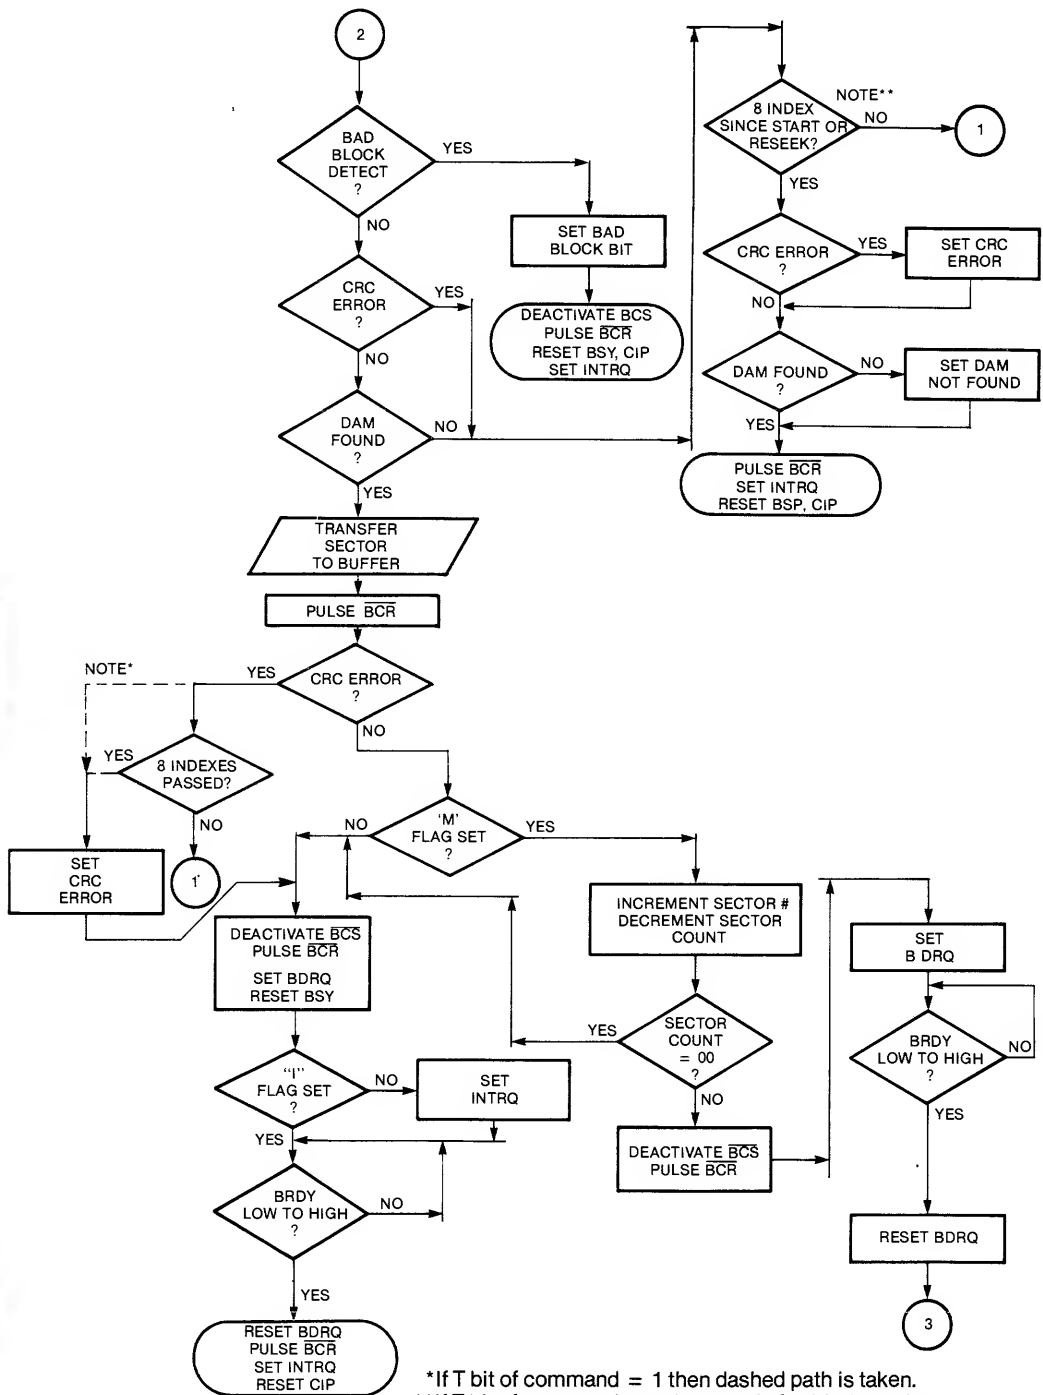 2
BAD
BLOCK
DETECT
?
YES
NO
SET BAD
BLOCK BIT
DEACTIVATE BCS
PULSE BCR
RESET BSY, CIP
SET INTRQ
CRC
ERROR
?
YES
NO
DAM
FOUND
?
NO
YES
8 INDEX
SINCE START OR
RESEEK?
NOTE**
NO
1
YES
CRC ERROR
?
YES
SET CRC
ERROR
NO
DAM FOUND
?
NO
SET DAM
NOT FOUND
YES
PULSE BCR
SET INTRQ
RESET BSP, CIP
TRANSFER
SECTOR
TO BUFFER
PULSE BCR
CRC ERROR
?
YES
NOTE*
NO
8 INDEXES
PASSED?
YES
NO
1
SET
CRC
ERROR
'M'
FLAG SET
?
NO
YES
DEACTIVATE BCS
PULSE BCR
SET BDRQ
RESET BSY
"I"
FLAG SET
?
NO
SET
INTRQ
YES
BRDY
LOW TO HIGH
?
NO
YES
RESET BDRQ
PULSE BCR
SET INTRQ
RESET CIP
INCREMENT SECTOR #
DECREMENT SECTOR
COUNT
SECTOR
COUNT
= 00
?
YES
NO
DEACTIVATE BCS
PULSE BCR
SET
B DRQ
BRDY
LOW TO HIGH
?
NO
YES
RESET BDRQ
3
*If T bit of command = 1 then dashed path is taken.